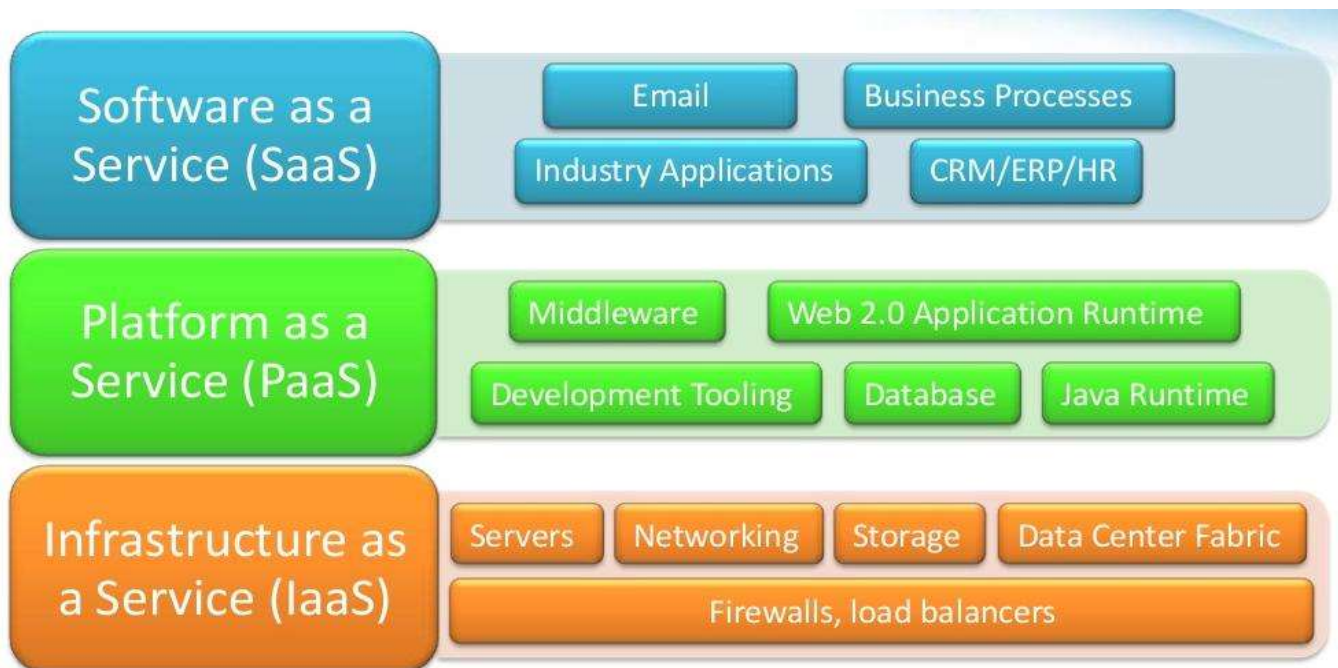 Software as a
Service (SaaS)
Email
Business Processes
Industry Applications
CRM/ERP/HR
Platform as a
Service (PaaS)
Middleware
Web 2.0 Application Runtime
Development Tooling
Database
Java Runtime
Infrastructure as
a Service (IaaS)
Servers
Networking
Storage
Data Center Fabric
Firewalls, load balancers